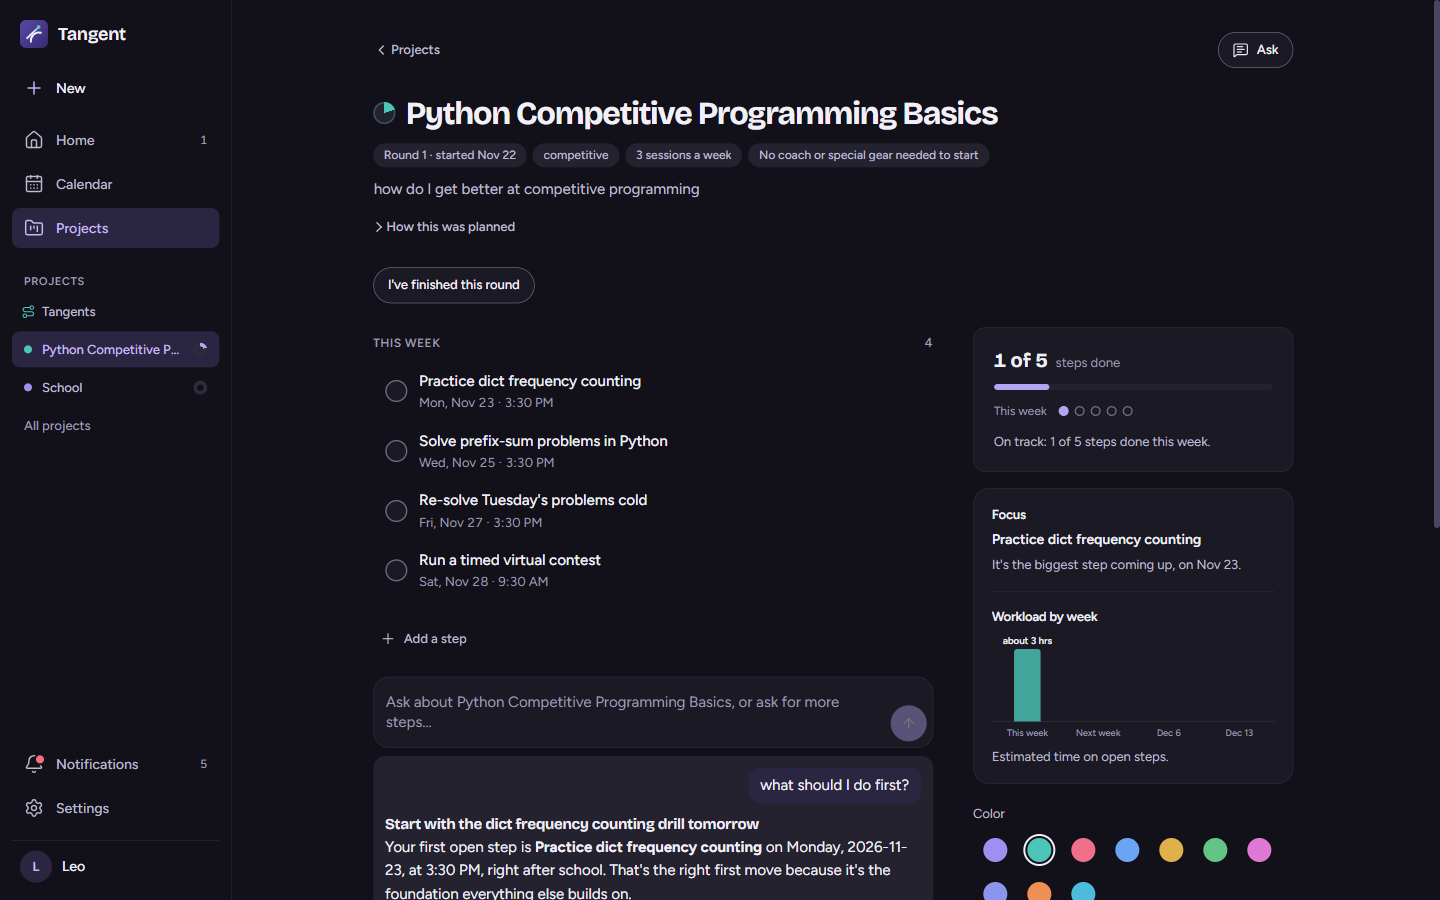 Tangent
New
Home 1
Calendar
Projects
PROJECTS
Tangents
Python Competitive P...
School
All projects
Notifications 5
Settings
L Leo
Projects
Ask
Python Competitive Programming Basics
Round 1 · started Nov 22
competitive
3 sessions a week
No coach or special gear needed to start
how do I get better at competitive programming
How this was planned
I've finished this round
THIS WEEK 4
Practice dict frequency counting
Mon, Nov 23 · 3:30 PM
Solve prefix-sum problems in Python
Wed, Nov 25 · 3:30 PM
Re-solve Tuesday's problems cold
Fri, Nov 27 · 3:30 PM
Run a timed virtual contest
Sat, Nov 28 · 9:30 AM
Add a step
Ask about Python Competitive Programming Basics, or ask for more
steps...
what should I do first?
Start with the dict frequency counting drill tomorrow
Your first open step is Practice dict frequency counting on Monday, 2026-11-
23, at 3:30 PM, right after school. That's the right first move because it's the
foundation everything else builds on.
1 of 5 steps done
This week
On track: 1 of 5 steps done this week.
Focus
Practice dict frequency counting
It's the biggest step coming up, on Nov 23.
Workload by week
about 3 hrs
This week Next week Dec 6 Dec 13
Estimated time on open steps.
Color